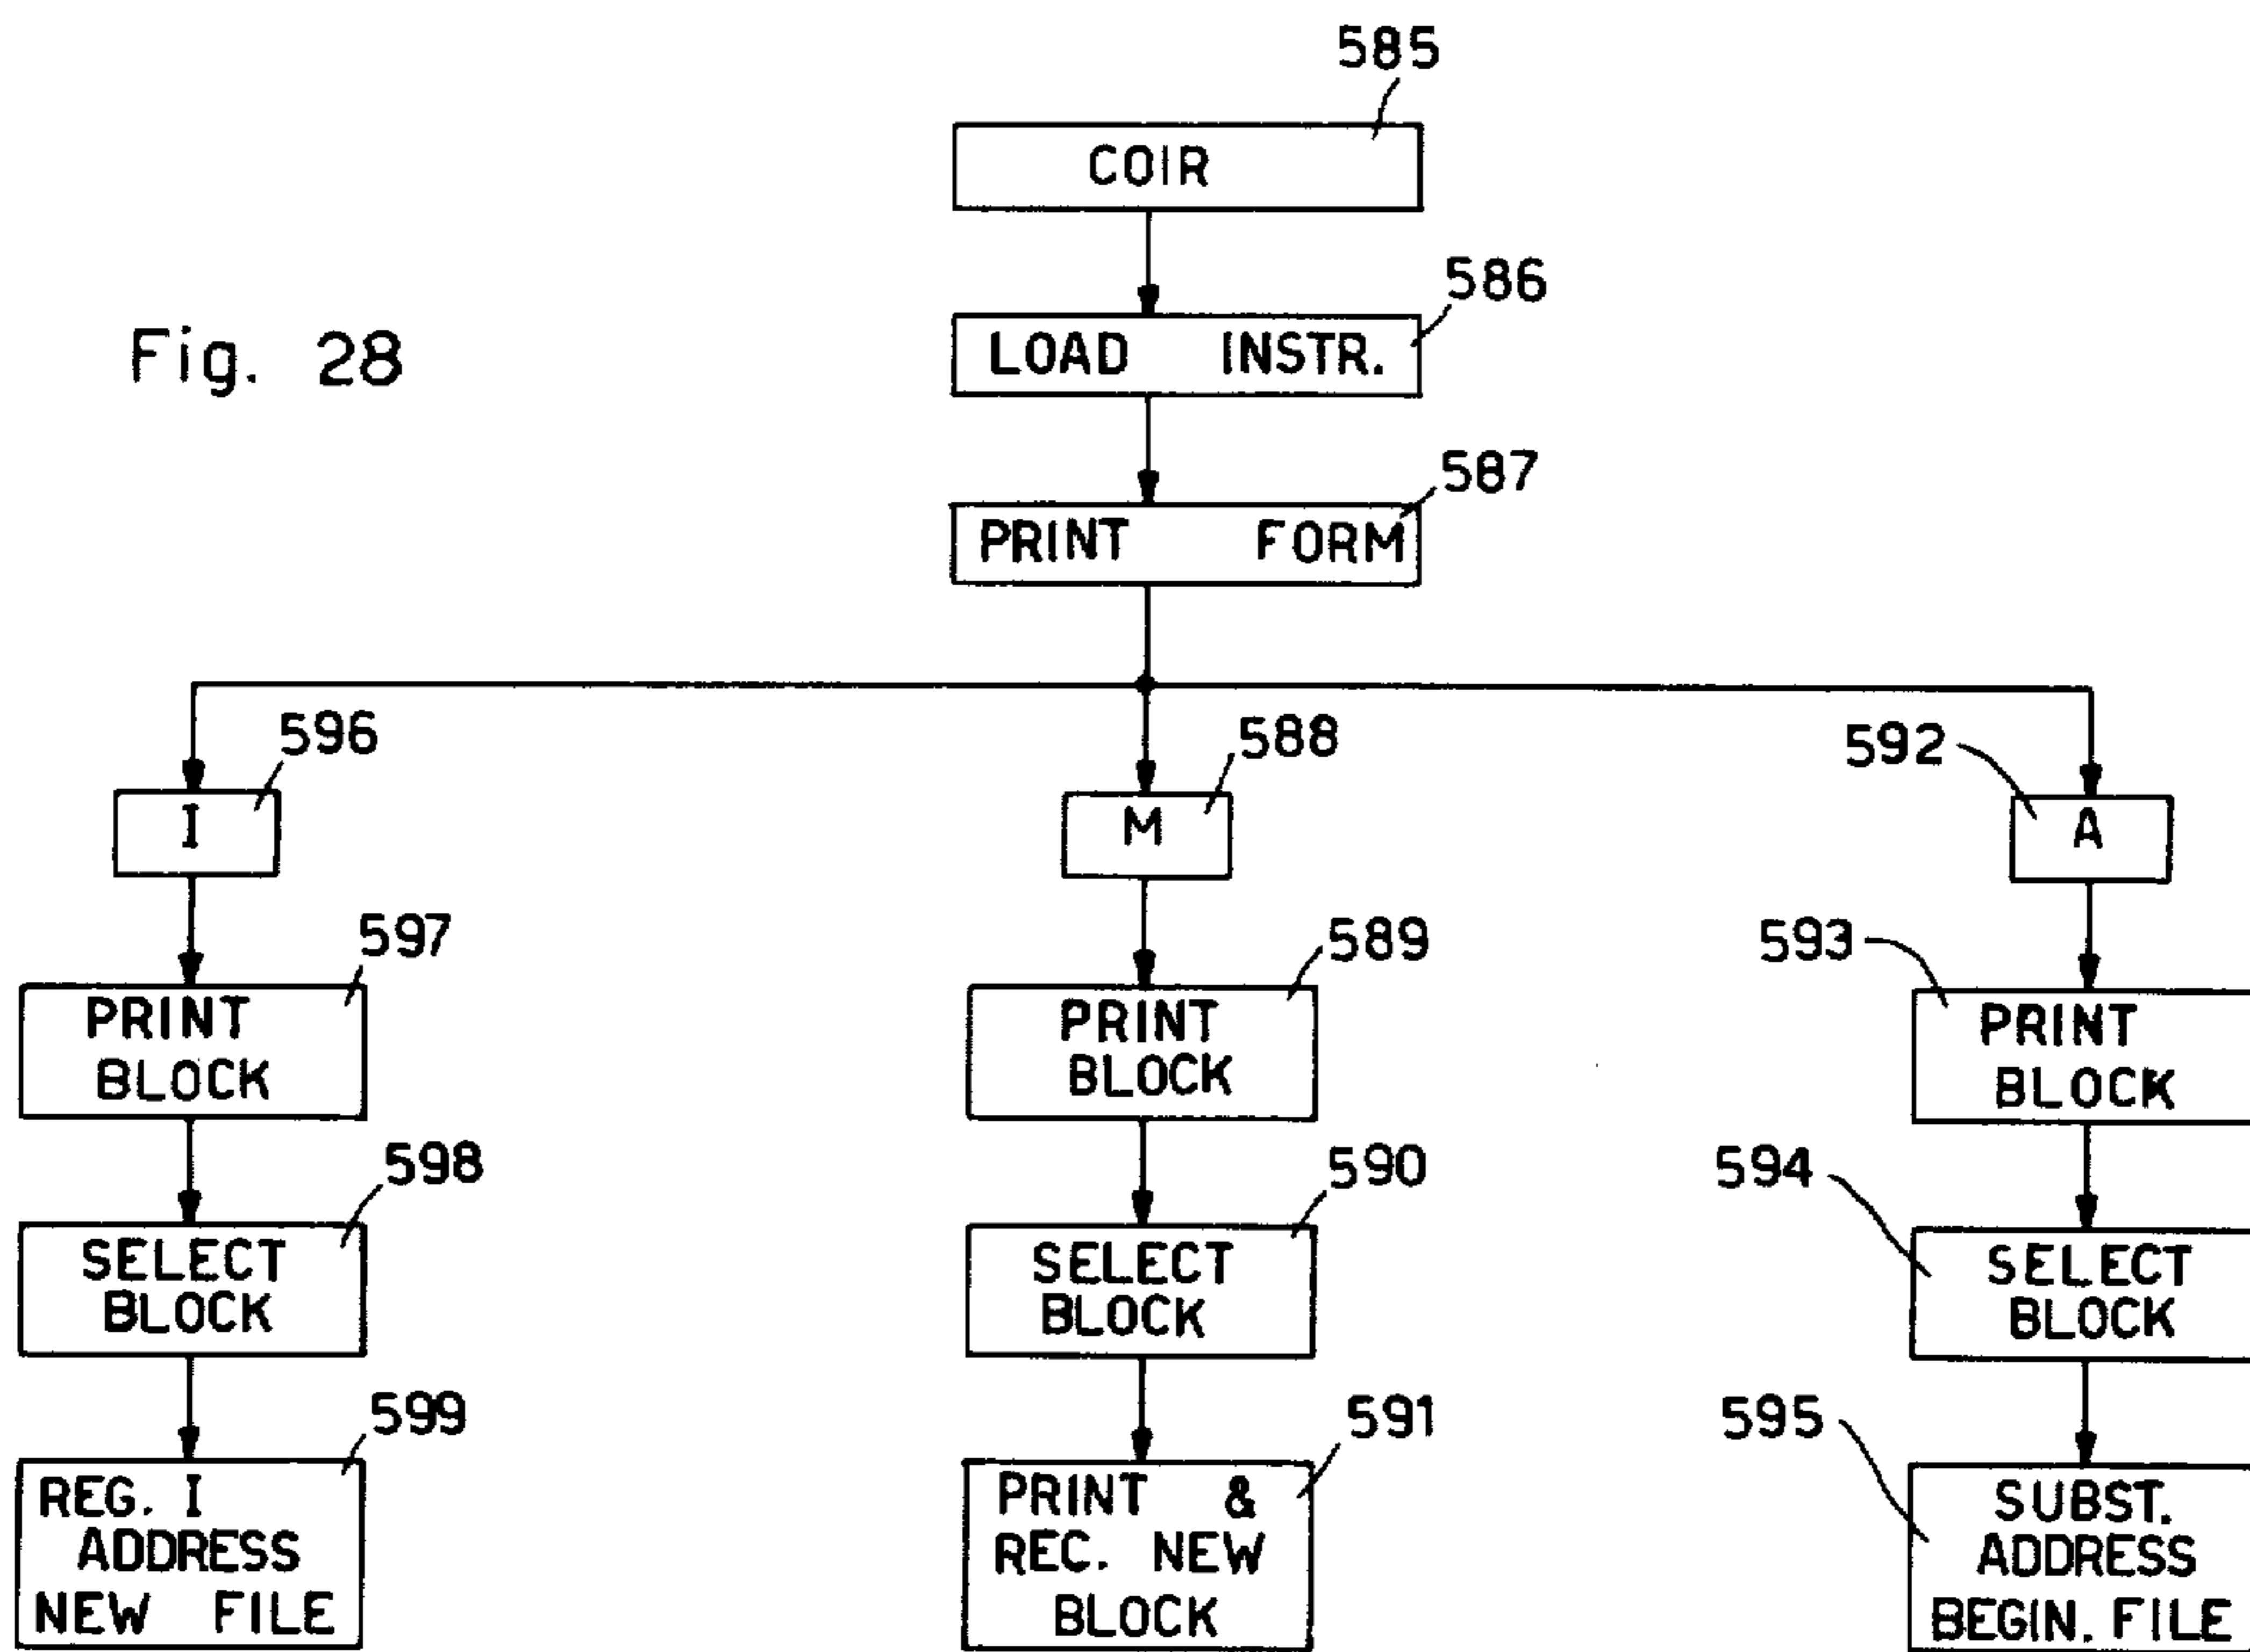 585
COIR
586
LOAD INSTR.
Fig. 28
587
PRINT FORM
596
I
588
M
592
A
597
PRINT
BLOCK
589
PRINT
BLOCK
593
PRINT
BLOCK
598
SELECT
BLOCK
590
SELECT
BLOCK
594
SELECT
BLOCK
599
REG. I
ADDRESS
NEW FILE
591
PRINT &
REC. NEW
BLOCK
595
SUBST.
ADDRESS
BEGIN. FILE